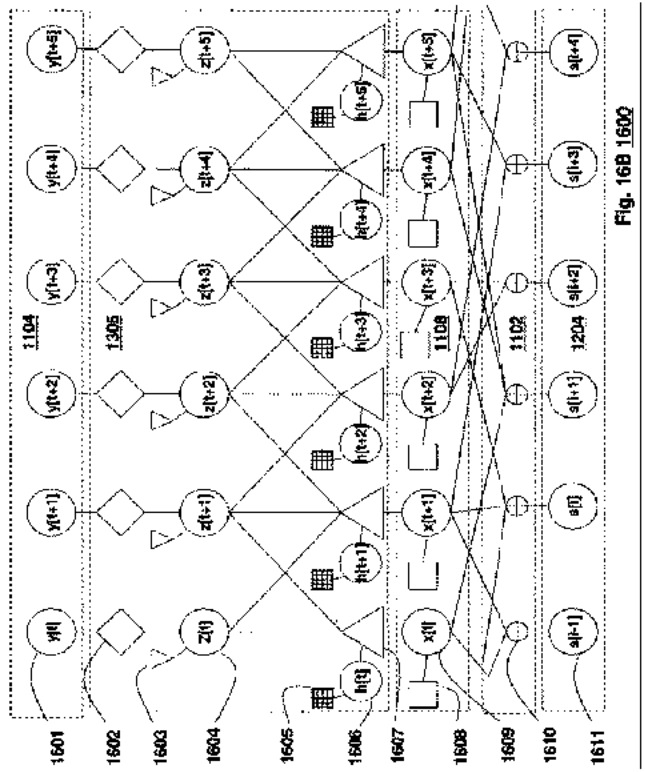 1104
1601 y[t] y[t+1] y[t+2] y[t+3] y[t+4] y[t+5]
1602 1305
1603
1604 z[t] z[t+1] z[t+2] z[t+3] z[t+4] z[t+5]
1605
1606 h[t] h[t+1] h[t+2] h[t+3] h[t+4] h[t+5]
1607
1608 x[t] x[t+1] x[t+2] x[t+3] x[t+4] x[t+5]
1108
1609
1610 1102
1611 s[i-1] s[i] s[i+1] s[i+2] s[i+3] s[i+4]
1204
Fig. 16B 1600